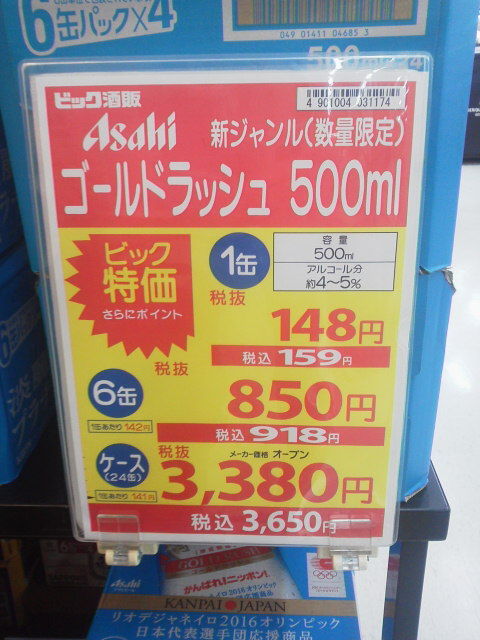 6缶パック×4
0 4901411 04685 3
500
ビック酒販
4 901004 031174
Asahi
新ジャンル(数量限定)
ゴールドラッシュ 500ml
ビック
特価
さらにポイント
1缶
容量
500ml
アルコール分
約4~5%
税抜
148円
税込 159円
税抜
6缶
850円
1缶あたり 142円
税込 918円
ケース
(24缶)
税抜
メーカー価格 オープン
3,380円
1缶あたり 141円
税込 3,650円
Asahi
がんばれ!ニッポン!
KANPAI JAPAN
リオデジャネイロ2016オリンピック
日本代表選手団応援商品